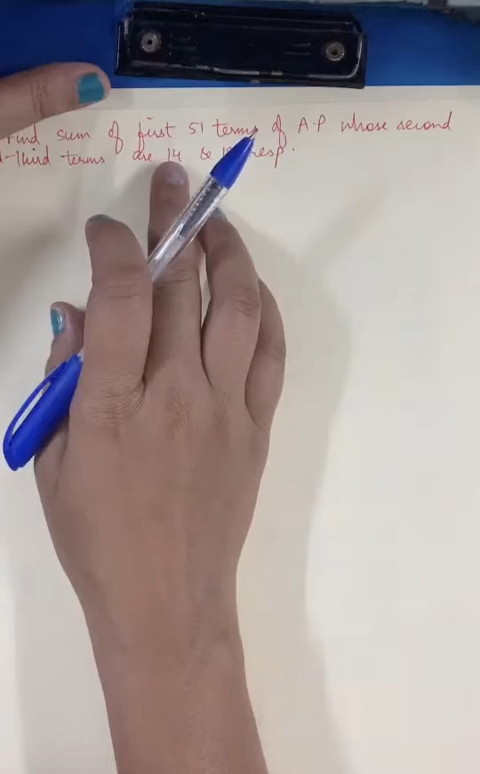 Find sum of first 51 terms of A.P whose second
Third terms are 14 & resp.